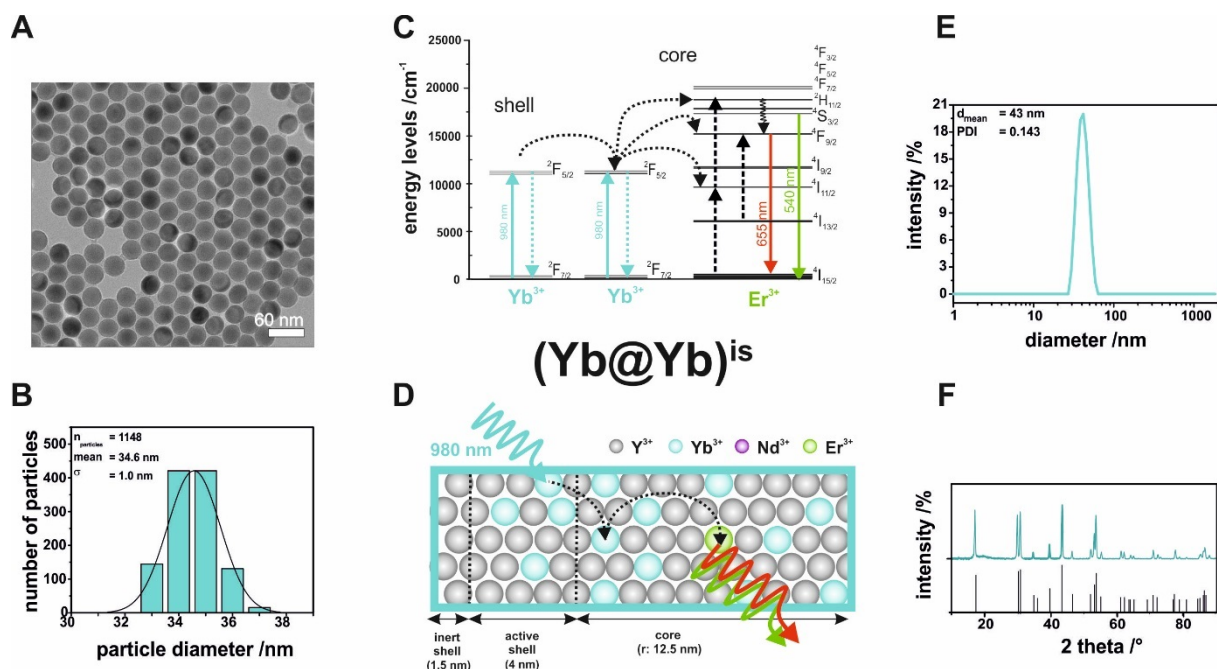 A
60 nm
B
n particles = 1148
mean = 34.6 nm
σ = 1.0 nm
number of particles
500
400
300
200
100
0
30 32 34 36 38
particle diameter /nm
C
energy levels /cm⁻¹
25000
20000
15000
10000
5000
0
shell
core
²F5/2
²F5/2
980 nm
980 nm
²F7/2
²F7/2
Yb³⁺
Yb³⁺
Er³⁺
⁴F3/2
⁴F5/2
⁴F7/2
²H11/2
⁴S3/2
⁴F9/2
⁴I9/2
⁴I11/2
⁴I13/2
⁴I15/2
655 nm
540 nm
(Yb@Yb)ⁱˢ
D
980 nm
Y³⁺ Yb³⁺ Nd³⁺ Er³⁺
inert
shell
(1.5 nm)
active
shell
(4 nm)
core
(r: 12.5 nm)
E
d mean = 43 nm
PDI = 0.143
intensity /%
21
18
15
12
9
6
3
0
1 10 100 1000
diameter /nm
F
intensity /%
20 40 60 80
2 theta /°